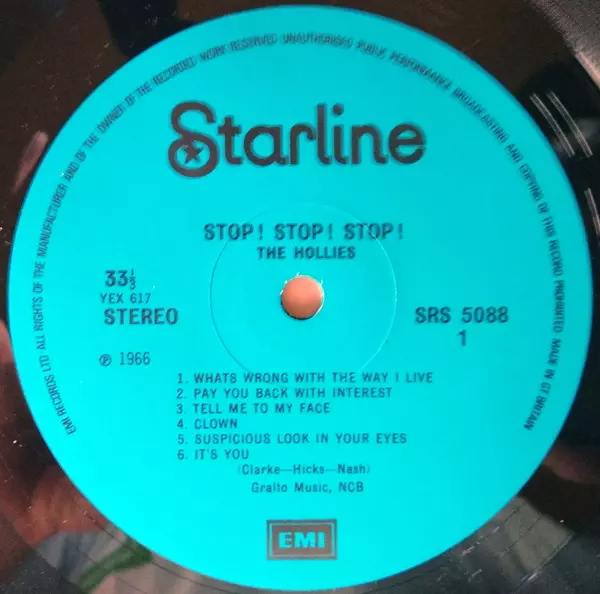 EMI RECORDS LTD ALL RIGHTS OF THE MANUFACTURER AND OF THE OWNER OF THE RECORDED WORK RESERVED UNAUTHORISED PUBLIC PERFORMANCE BROADCASTING AND COPYING OF THIS RECORD PROHIBITED MADE IN GT BRITAIN
Starline
STOP! STOP! STOP!
THE HOLLIES
33⅓
YEX 617
STEREO
SRS 5088
1
℗ 1966
1. WHATS WRONG WITH THE WAY I LIVE
2. PAY YOU BACK WITH INTEREST
3. TELL ME TO MY FACE
4. CLOWN
5. SUSPICIOUS LOOK IN YOUR EYES
6. IT'S YOU
(Clarke—Hicks—Nash)
Gralto Music, NCB
EMI